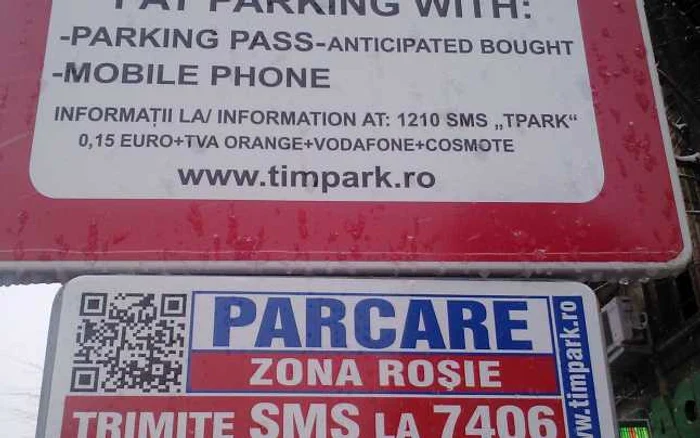 PAY PARKING WITH:
-PARKING PASS-ANTICIPATED BOUGHT
-MOBILE PHONE
INFORMAȚII LA/ INFORMATION AT: 1210 SMS „TPARK“
0,15 EURO+TVA ORANGE+VODAFONE+COSMOTE
www.timpark.ro
PARCARE
ZONA ROȘIE
TRIMITE SMS LA 7406
www.timpark.ro